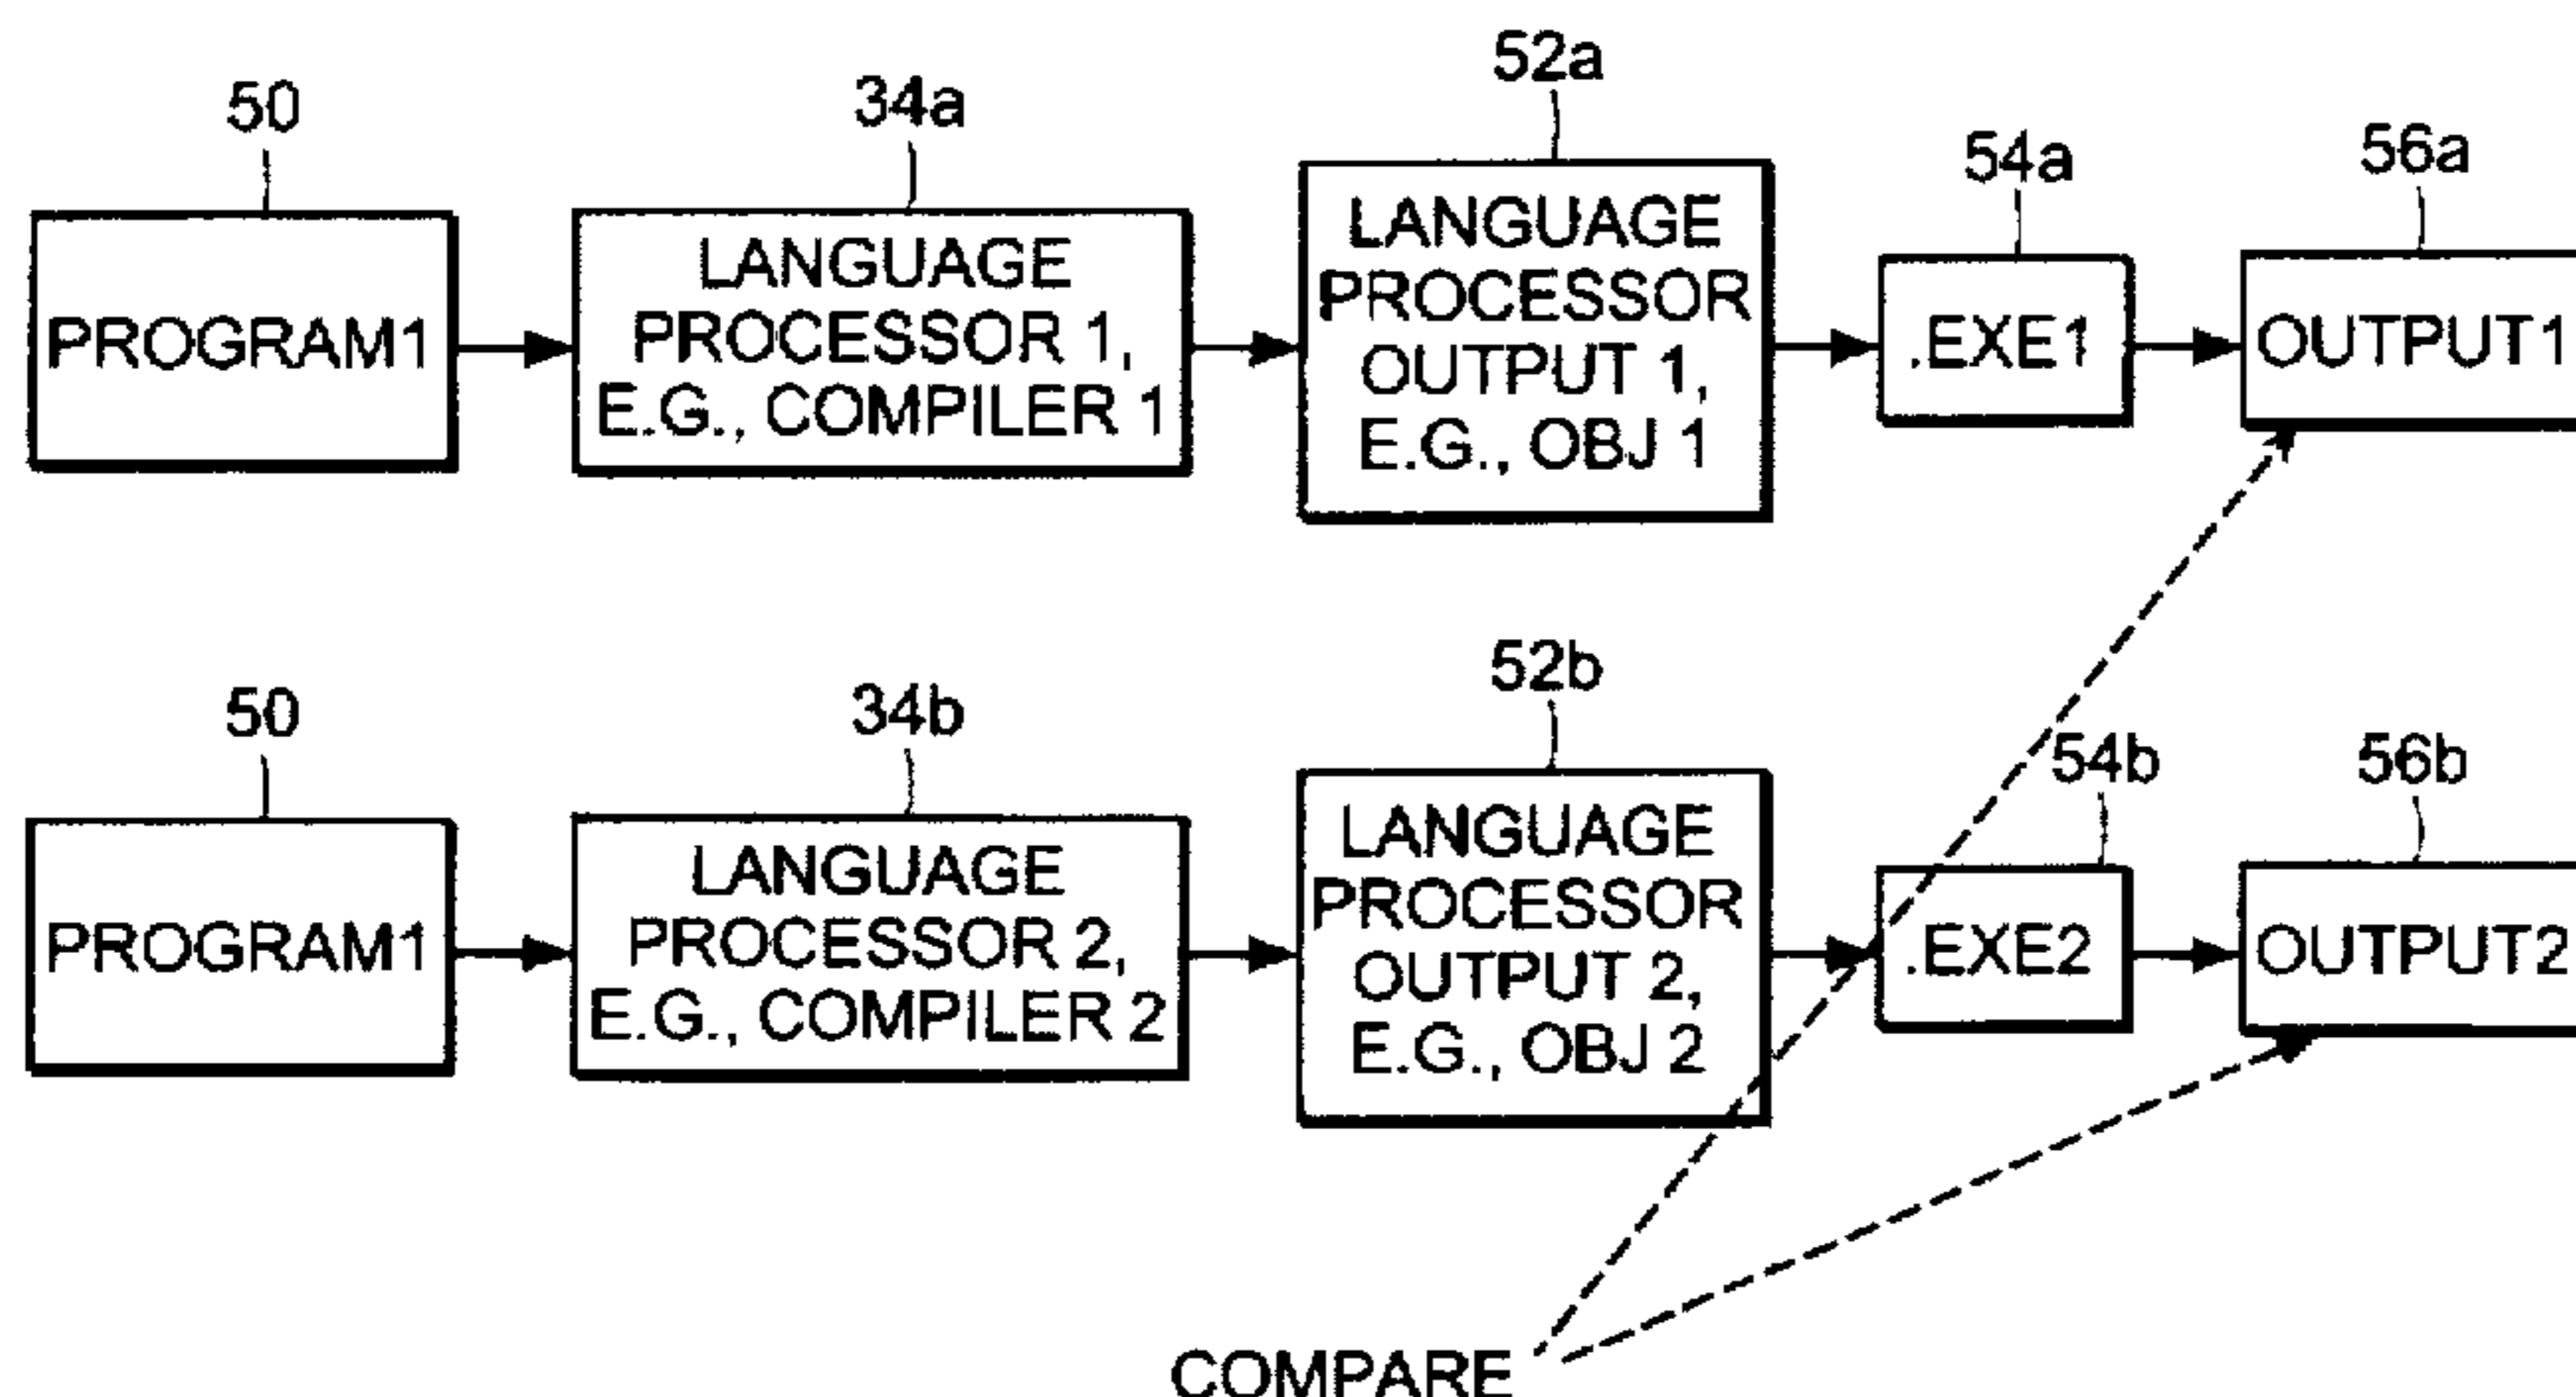 50
34a
52a
54a
56a
PROGRAM1
LANGUAGE
PROCESSOR 1,
E.G., COMPILER 1
LANGUAGE
PROCESSOR
OUTPUT 1,
E.G., OBJ 1
.EXE1
OUTPUT1
50
34b
52b
54b
56b
PROGRAM1
LANGUAGE
PROCESSOR 2,
E.G., COMPILER 2
LANGUAGE
PROCESSOR
OUTPUT 2,
E.G., OBJ 2
.EXE2
OUTPUT2
COMPARE